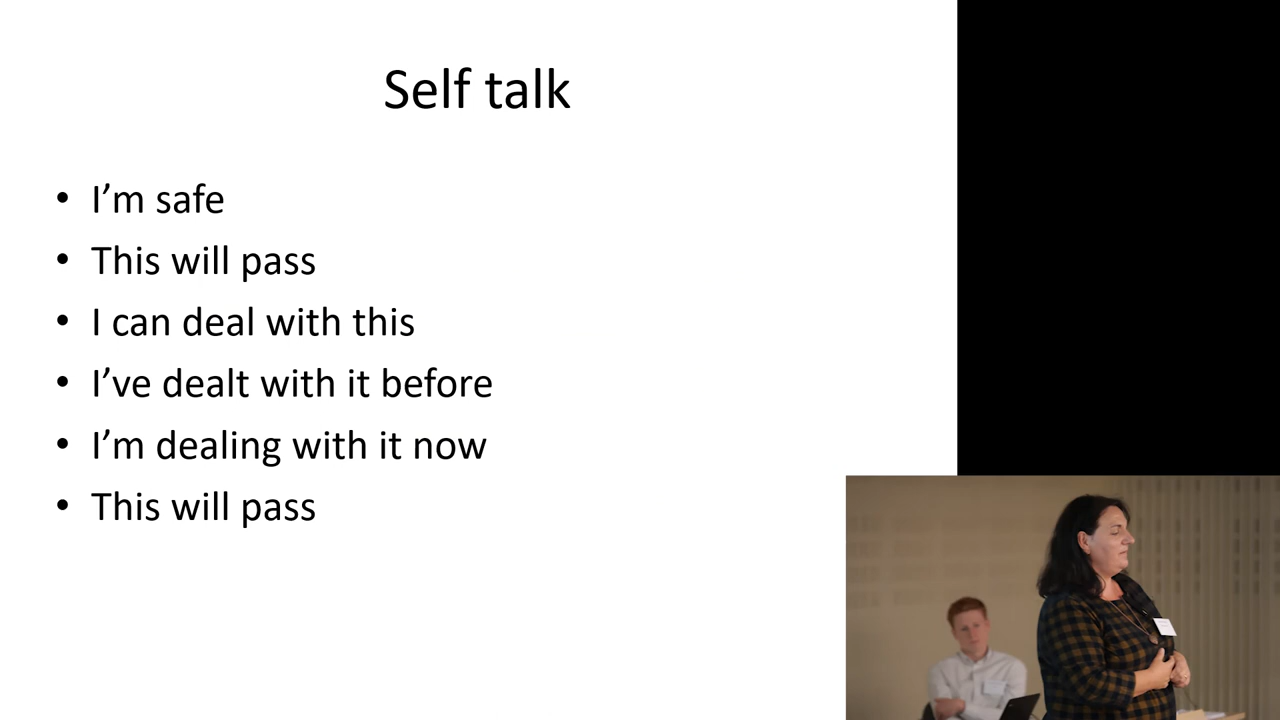 Self talk
• I’m safe
• This will pass
• I can deal with this
• I’ve dealt with it before
• I’m dealing with it now
• This will pass